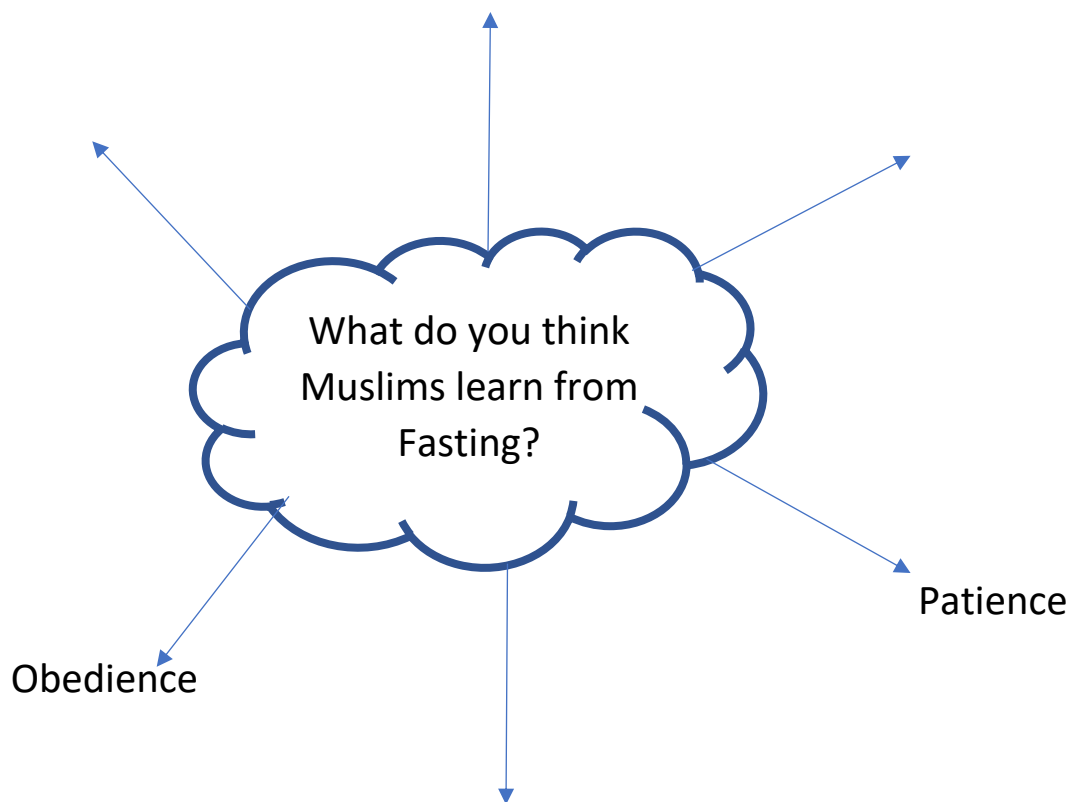 What do you think
Muslims learn from
Fasting?
Patience
Obedience